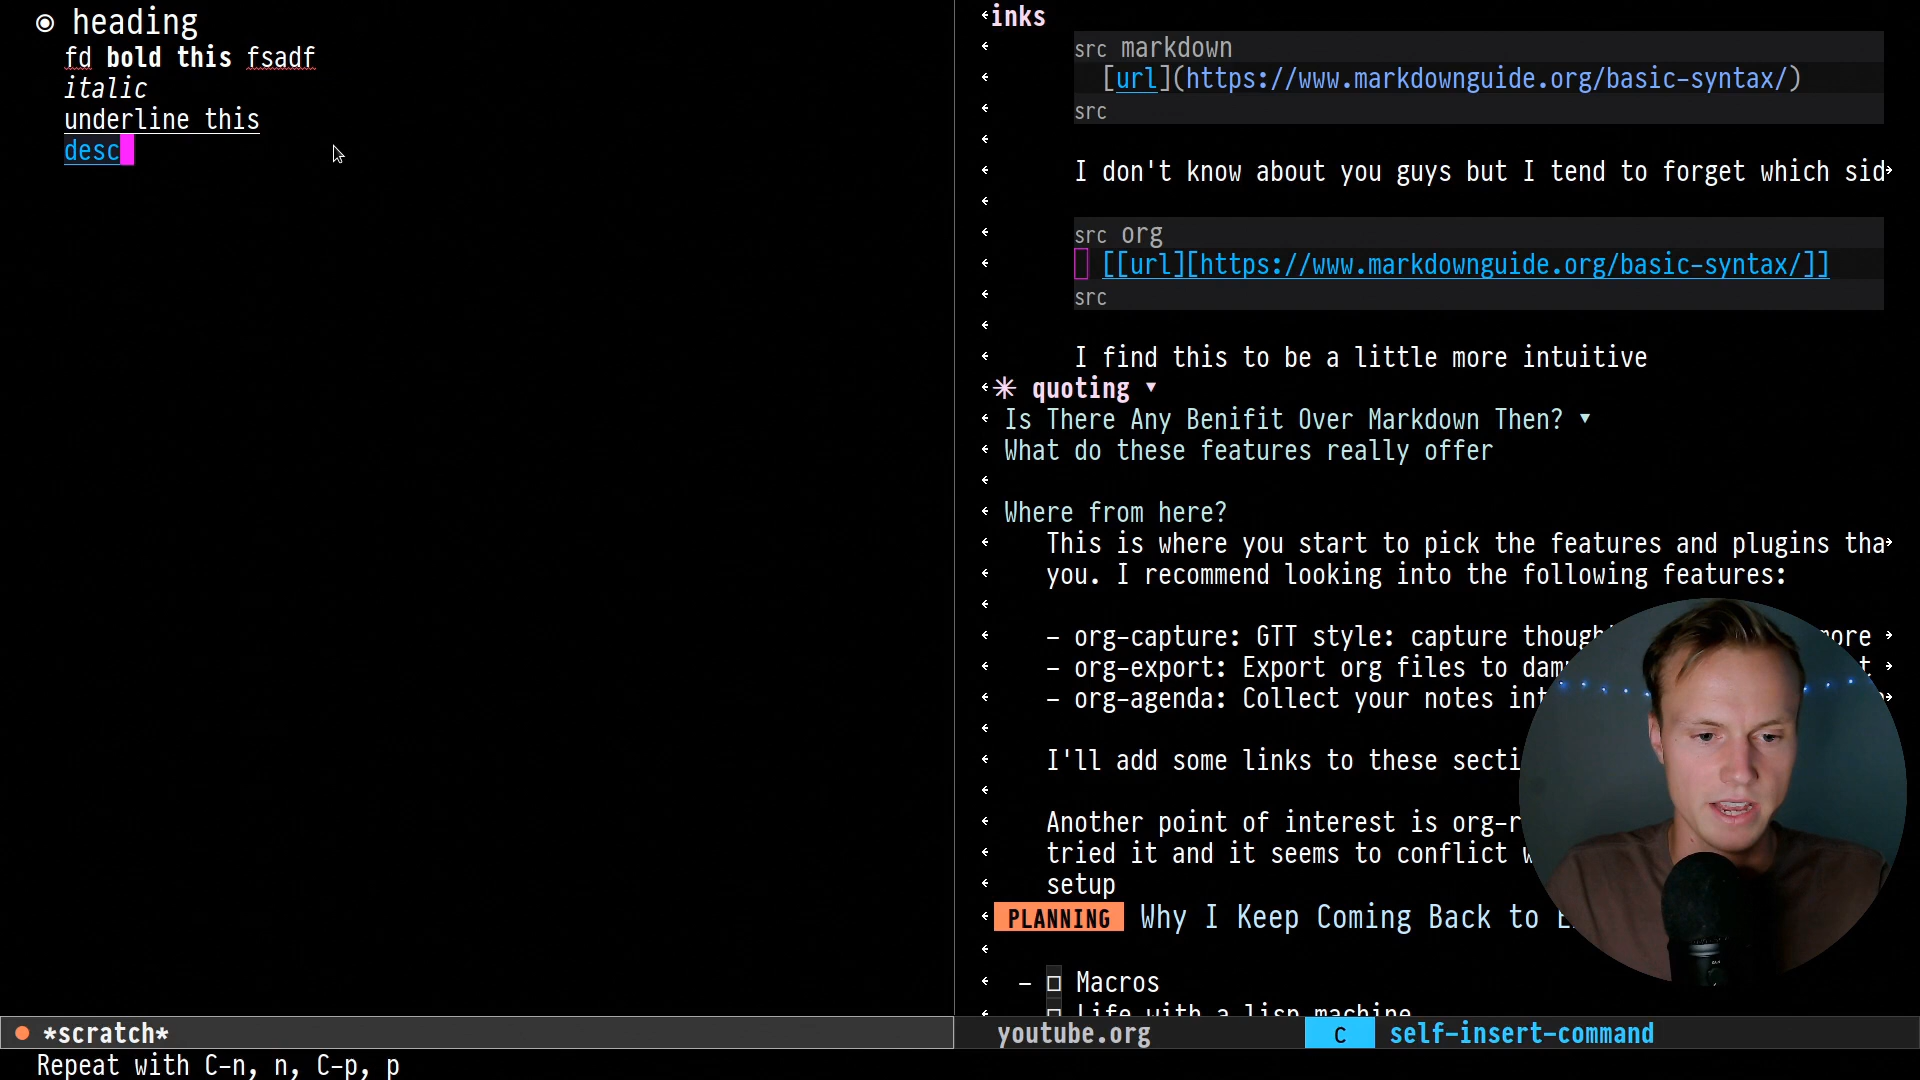 heading
fd bold this fsadf
italic
underline this
desc
inks
src markdown
[url](https://www.markdownguide.org/basic-syntax/)
src
I don't know about you guys but I tend to forget which sid
src org
[[url][https://www.markdownguide.org/basic-syntax/]]
src
I find this to be a little more intuitive
✳ quoting ▾
Is There Any Benifit Over Markdown Then? ▾
What do these features really offer
Where from here?
This is where you start to pick the features and plugins tha
you. I recommend looking into the following features:
- org-capture: GTT style: capture though more
- org-export: Export org files to dam
- org-agenda: Collect your notes int
I'll add some links to these secti
Another point of interest is org-r
tried it and it seems to conflict w
setup
PLANNING Why I Keep Coming Back to E
- □ Macros
□ Life with a lisp machine
*scratch*
youtube.org C self-insert-command
Repeat with C-n, n, C-p, p